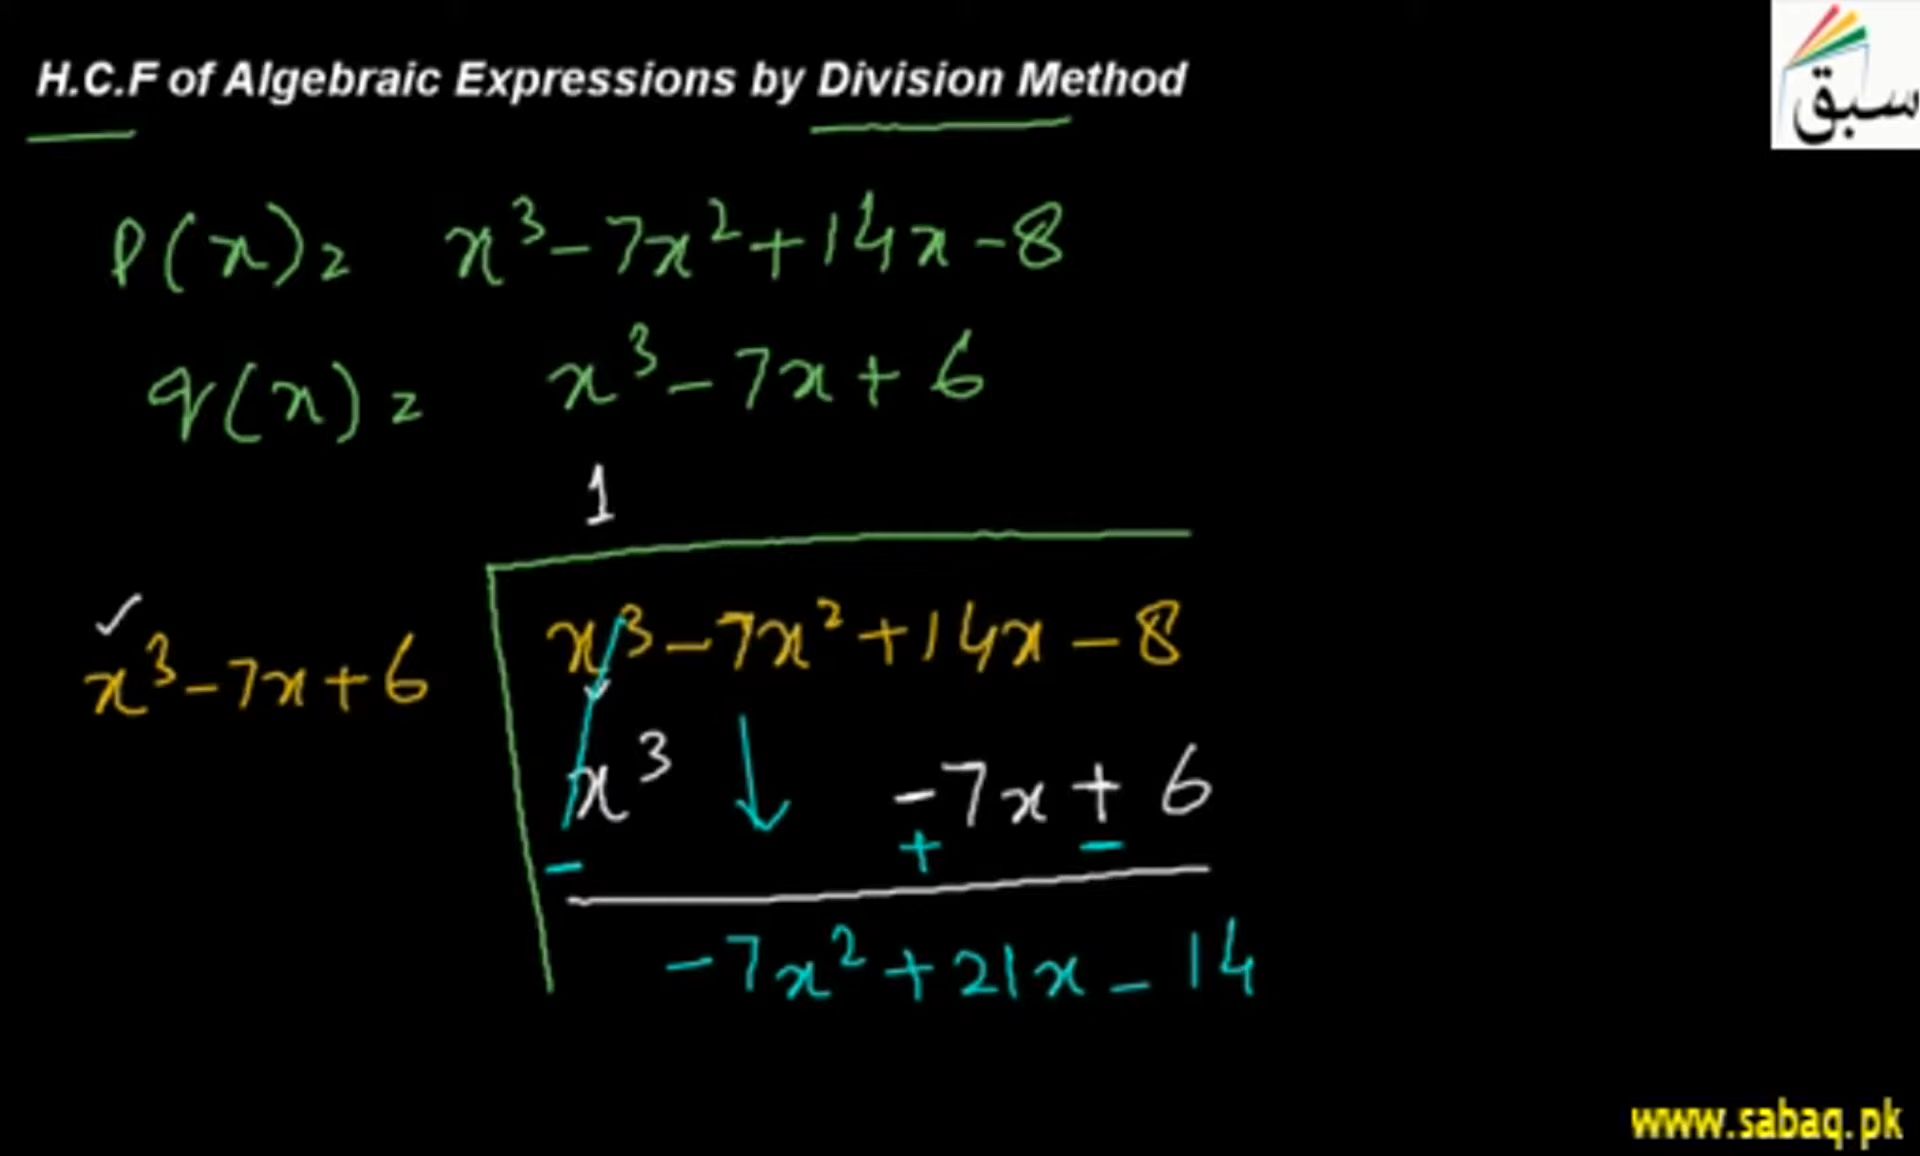 H.C.F of Algebraic Expressions by Division Method
سبق
P(x)= x³-7x²+14x-8
q(x)= x³-7x+6
1
x³-7x+6 x³-7x²+14x-8
x³ -7x+6
- + -
-7x²+21x-14
www.sabaq.pk